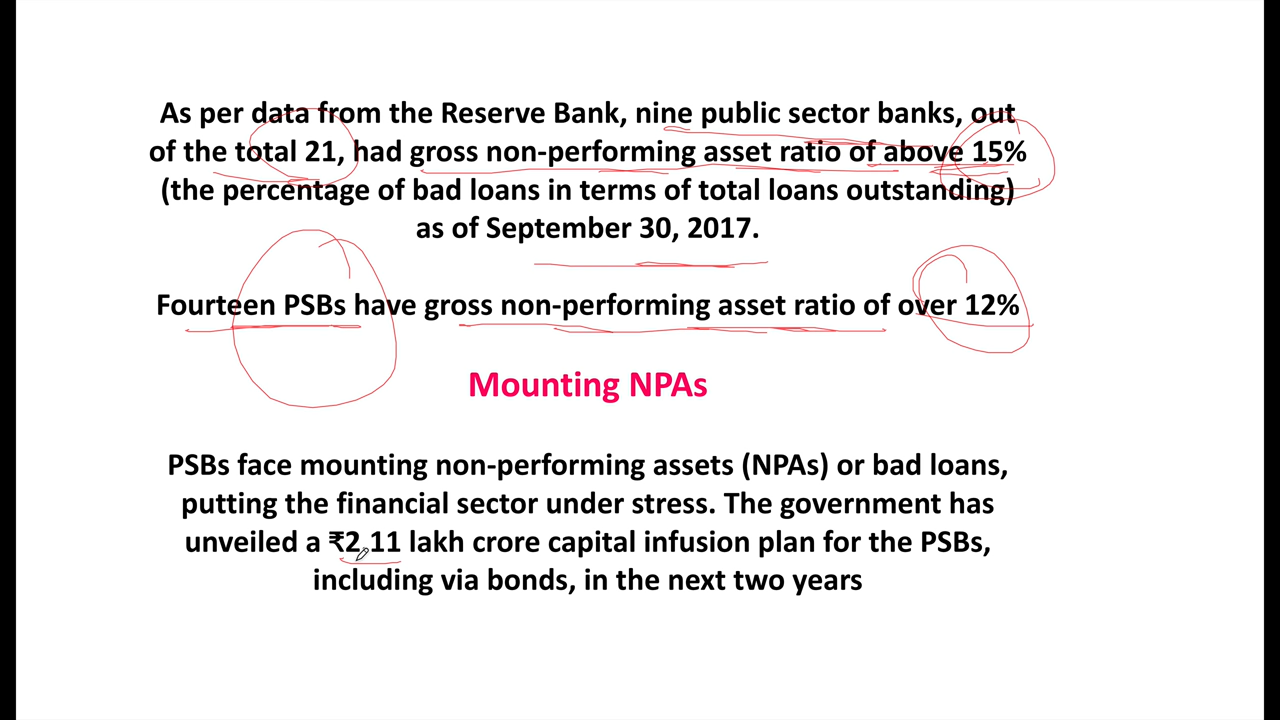 As per data from the Reserve Bank, nine public sector banks, out
of the total 21, had gross non-performing asset ratio of above 15%
(the percentage of bad loans in terms of total loans outstanding)
as of September 30, 2017.
Fourteen PSBs have gross non-performing asset ratio of over 12%
Mounting NPAs
PSBs face mounting non-performing assets (NPAs) or bad loans,
putting the financial sector under stress. The government has
unveiled a ₹2.11 lakh crore capital infusion plan for the PSBs,
including via bonds, in the next two years